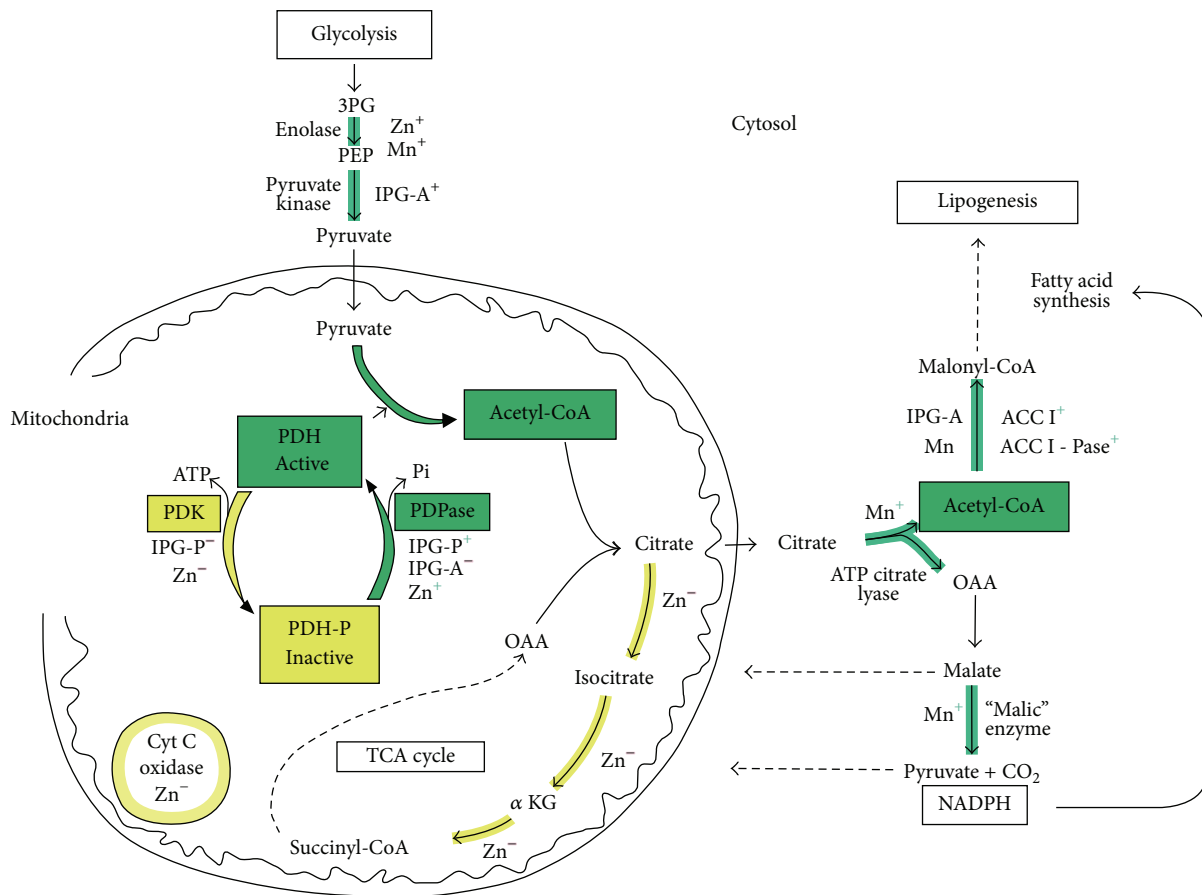 Glycolysis
3PG
Enolase
Zn⁺
Mn⁺
PEP
Pyruvate
kinase
IPG-A⁺
Pyruvate
Cytosol
Lipogenesis
Fatty acid
synthesis
Pyruvate
Malonyl-CoA
Mitochondria
Acetyl-CoA
IPG-A
Mn
ACC I⁺
ACC I - Pase⁺
PDH
Active
ATP
Pi
PDK
PDPase
IPG-P⁻
Zn⁻
IPG-P⁺
IPG-A⁻
Zn⁺
PDH-P
Inactive
Citrate
Citrate
Mn⁺
Acetyl-CoA
ATP citrate
lyase
OAA
Zn⁻
OAA
Isocitrate
Malate
Mn⁺
“Malic”
enzyme
Cyt C
oxidase
Zn⁻
TCA cycle
Zn⁻
Pyruvate + CO₂
NADPH
α KG
Zn⁻
Succinyl-CoA